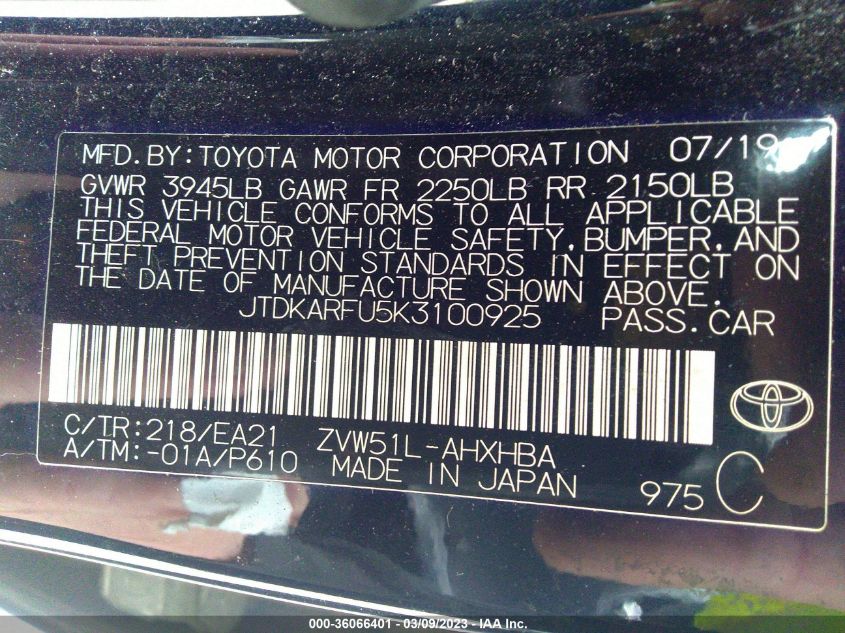 MFD.BY:TOYOTA MOTOR CORPORATION 07/19
GVWR 3945LB GAWR FR 2250LB RR 2150LB
THIS VEHICLE CONFORMS TO ALL APPLICABLE
FEDERAL MOTOR VEHICLE SAFETY,BUMPER,AND
THEFT PREVENTION STANDARDS IN EFFECT ON
THE DATE OF MANUFACTURE SHOWN ABOVE.
JTDKARFU5K3100925 PASS.CAR
C/TR:218/EA21 ZVW51L-AHXHBA
A/TM:-01A/P610 MADE IN JAPAN 975 C
000-36066401 - 03/09/2023 - IAA Inc.